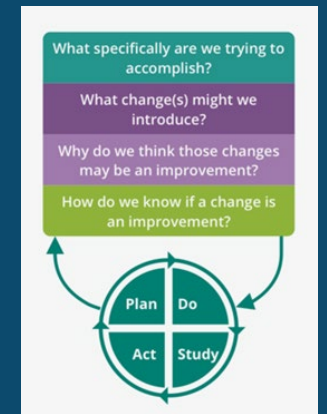 What specifically are we trying to
accomplish?
What change(s) might we
introduce?
Why do we think those changes
may be an improvement?
How do we know if a change is
an improvement?
Plan Do
Act Study